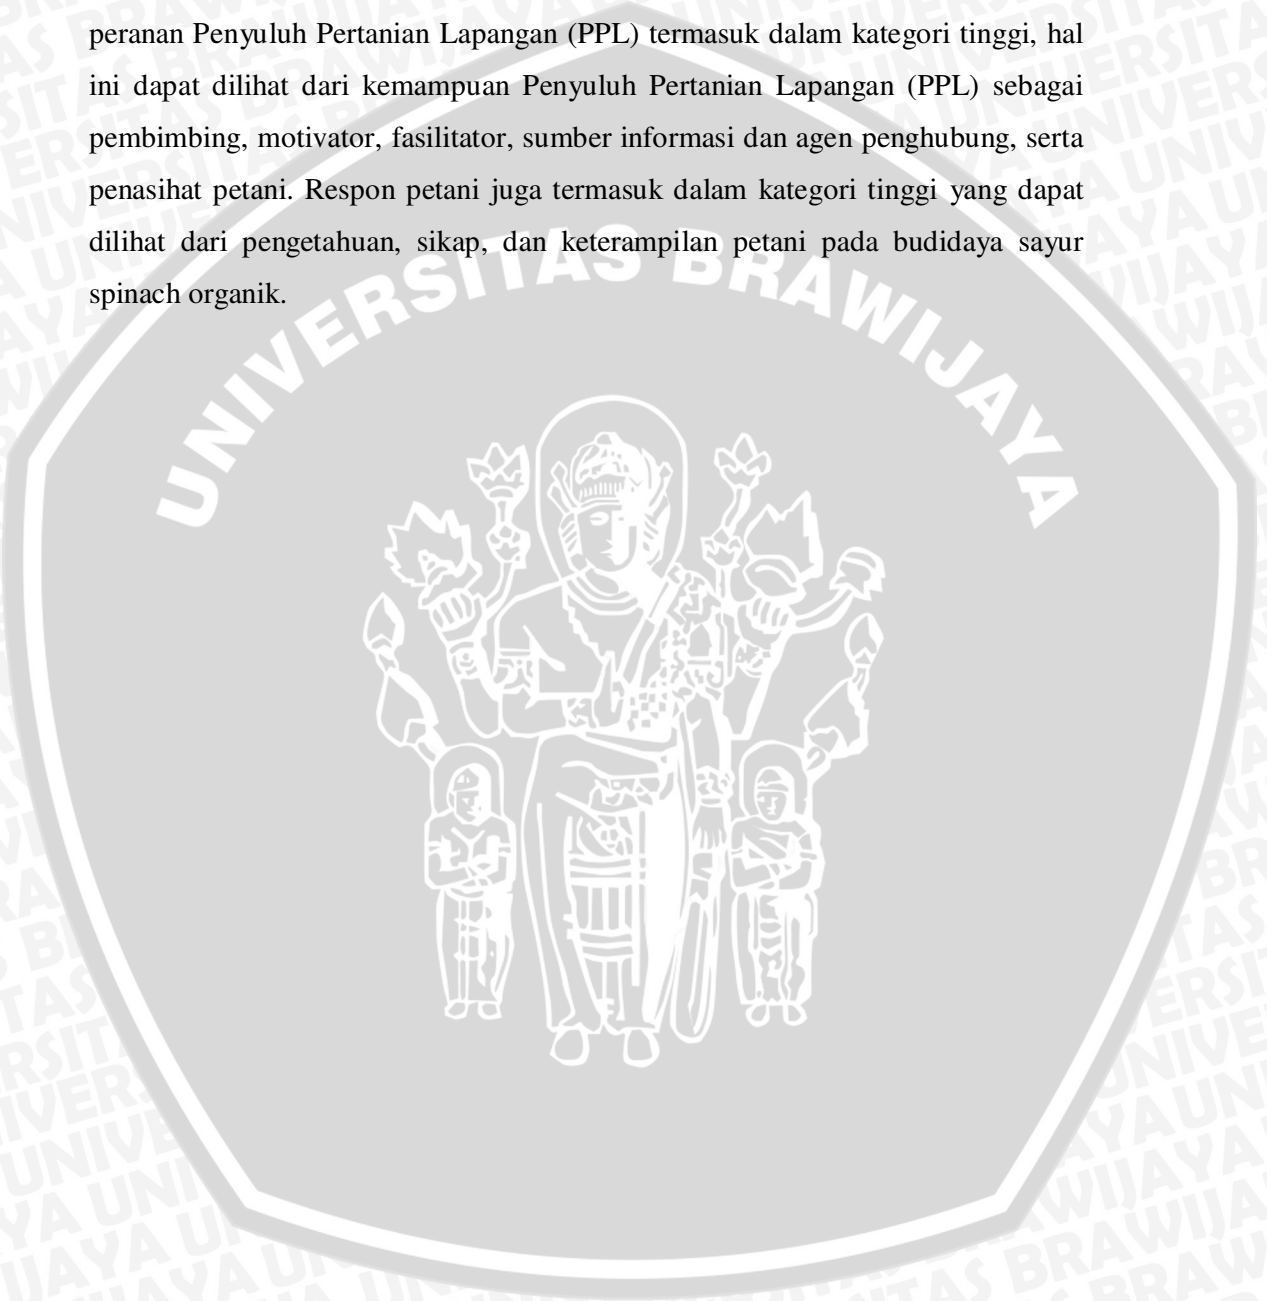 peranan Penyuluh Pertanian Lapangan (PPL) termasuk dalam kategori tinggi, hal
ini dapat dilihat dari kemampuan Penyuluh Pertanian Lapangan (PPL) sebagai
pembimbing, motivator, fasilitator, sumber informasi dan agen penghubung, serta
penasihat petani. Respon petani juga termasuk dalam kategori tinggi yang dapat
dilihat dari pengetahuan, sikap, dan keterampilan petani pada budidaya sayur
spinach organik.
UNIVERSITAS BRAWIJAYA